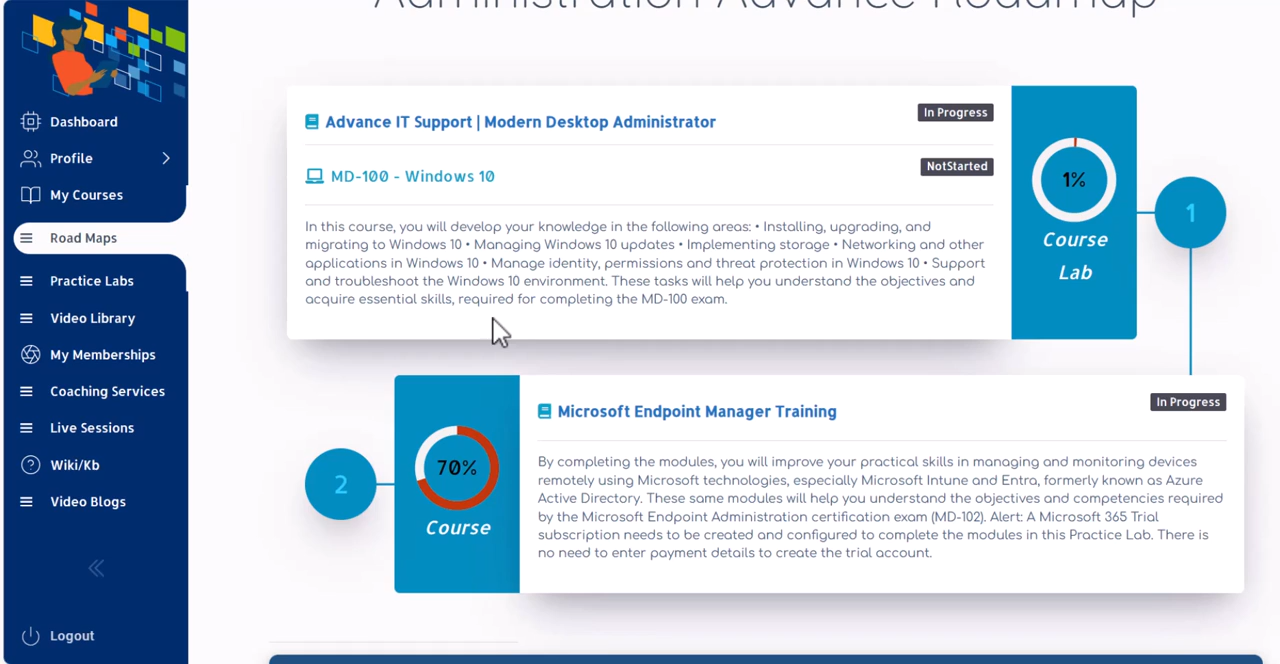 Administration Advance Roadmap
Dashboard
Profile
My Courses
Road Maps
Practice Labs
Video Library
My Memberships
Coaching Services
Live Sessions
Wiki/Kb
Video Blogs
Logout
Advance IT Support | Modern Desktop Administrator
In Progress
MD-100 - Windows 10
NotStarted
In this course, you will develop your knowledge in the following areas: • Installing, upgrading, and
migrating to Windows 10 • Managing Windows 10 updates • Implementing storage • Networking and other
applications in Windows 10 • Manage identity, permissions and threat protection in Windows 10 • Support
and troubleshoot the Windows 10 environment. These tasks will help you understand the objectives and
acquire essential skills, required for completing the MD-100 exam.
1%
Course
Lab
1
2
70%
Course
Microsoft Endpoint Manager Training
In Progress
By completing the modules, you will improve your practical skills in managing and monitoring devices
remotely using Microsoft technologies, especially Microsoft Intune and Entra, formerly known as Azure
Active Directory. These same modules will help you understand the objectives and competencies required
by the Microsoft Endpoint Administration certification exam (MD-102). Alert: A Microsoft 365 Trial
subscription needs to be created and configured to complete the modules in this Practice Lab. There is
no need to enter payment details to create the trial account.